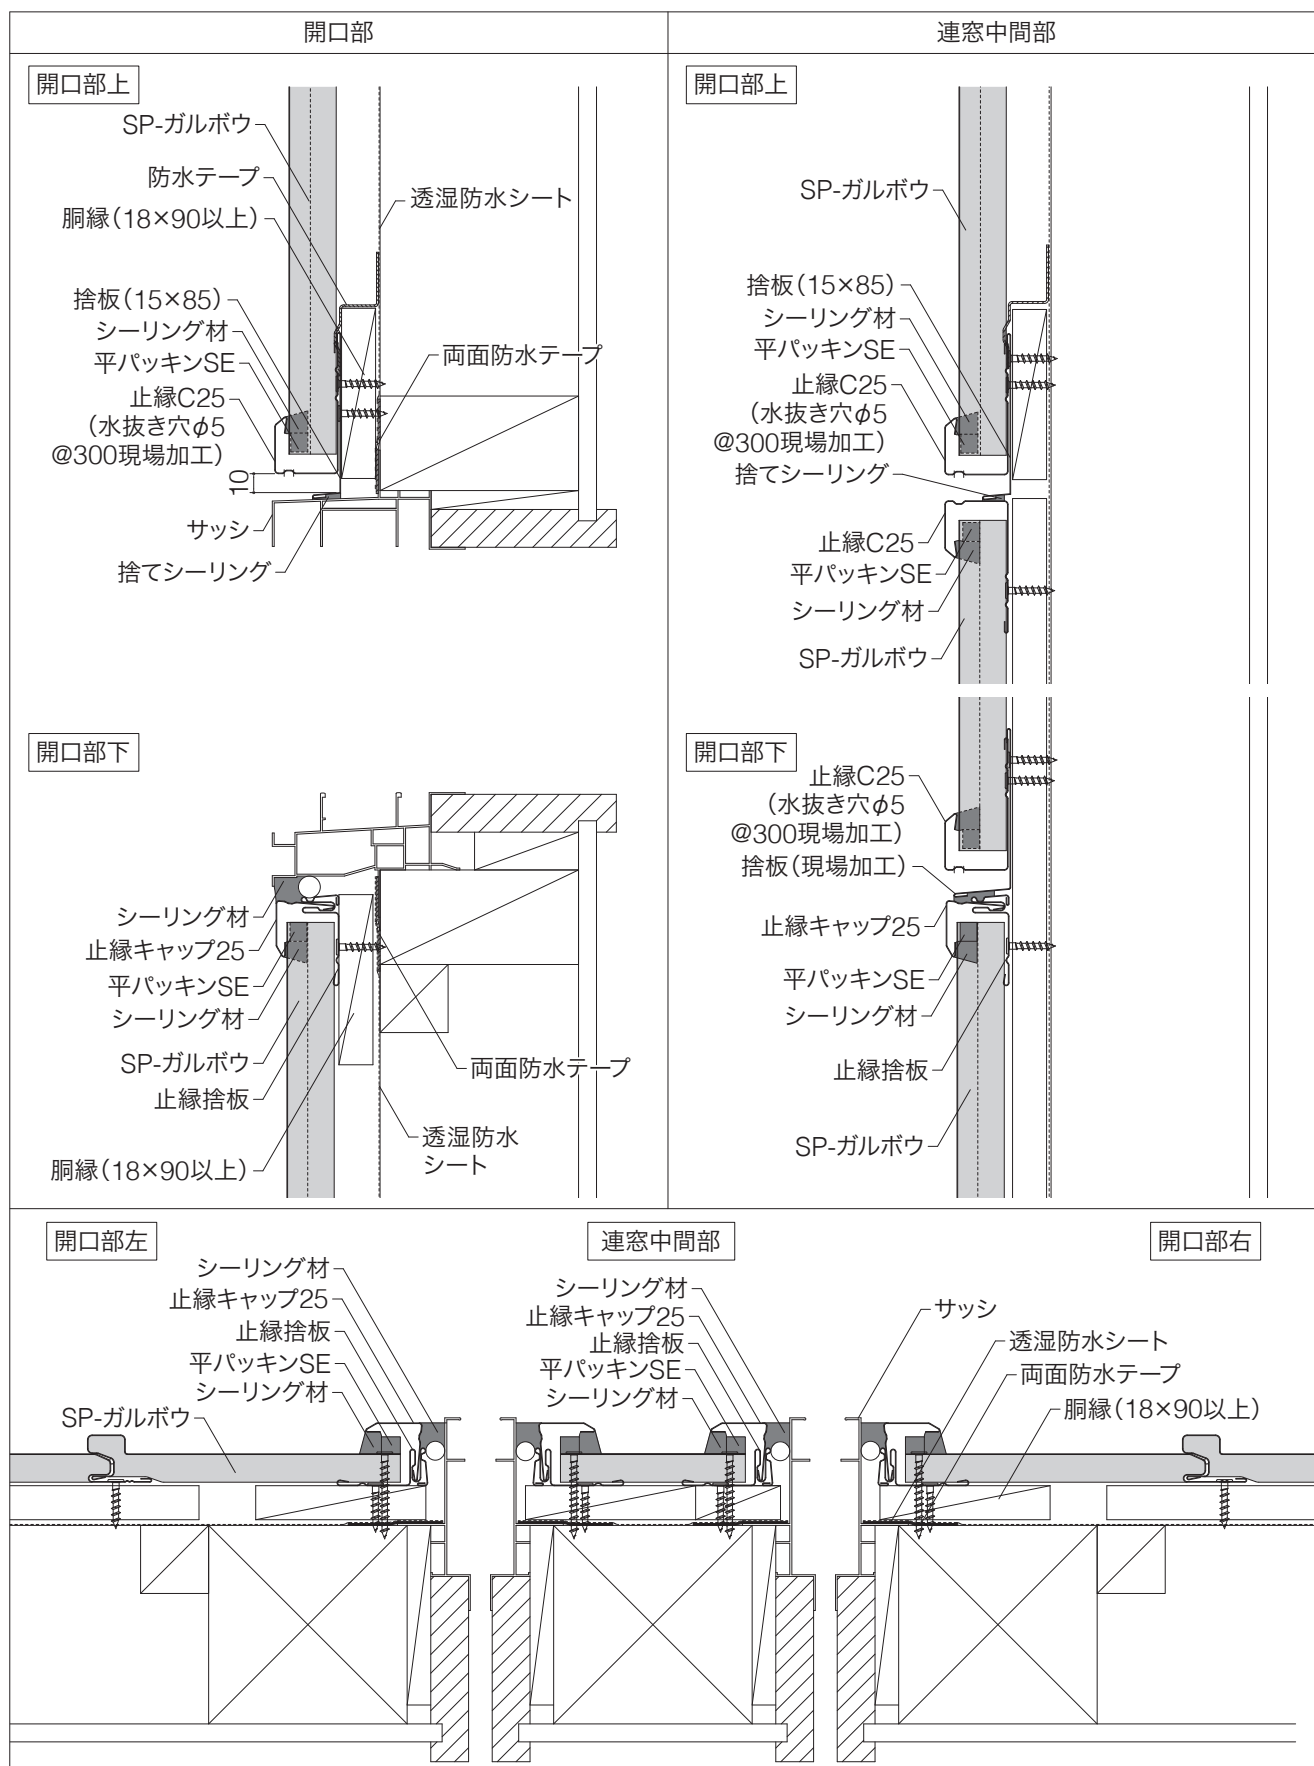 開口部
連窓中間部
開口部上
SP-ガルボウ
防水テープ
胴縁(18×90以上)
透湿防水シート
捨板(15×85)
シーリング材
平パッキンSE
止縁C25
(水抜き穴φ5
@300現場加工)
両面防水テープ
10
サッシ
捨てシーリング
開口部上
SP-ガルボウ
捨板(15×85)
シーリング材
平パッキンSE
止縁C25
(水抜き穴φ5
@300現場加工)
捨てシーリング
止縁C25
平パッキンSE
シーリング材
SP-ガルボウ
開口部下
シーリング材
止縁キャップ25
平パッキンSE
シーリング材
SP-ガルボウ
止縁捨板
両面防水テープ
透湿防水
シート
胴縁(18×90以上)
開口部下
止縁C25
(水抜き穴φ5
@300現場加工)
捨板(現場加工)
止縁キャップ25
平パッキンSE
シーリング材
止縁捨板
SP-ガルボウ
開口部左
シーリング材
止縁キャップ25
止縁捨板
平パッキンSE
シーリング材
SP-ガルボウ
連窓中間部
シーリング材
止縁キャップ25
止縁捨板
平パッキンSE
シーリング材
開口部右
サッシ
透湿防水シート
両面防水テープ
胴縁(18×90以上)